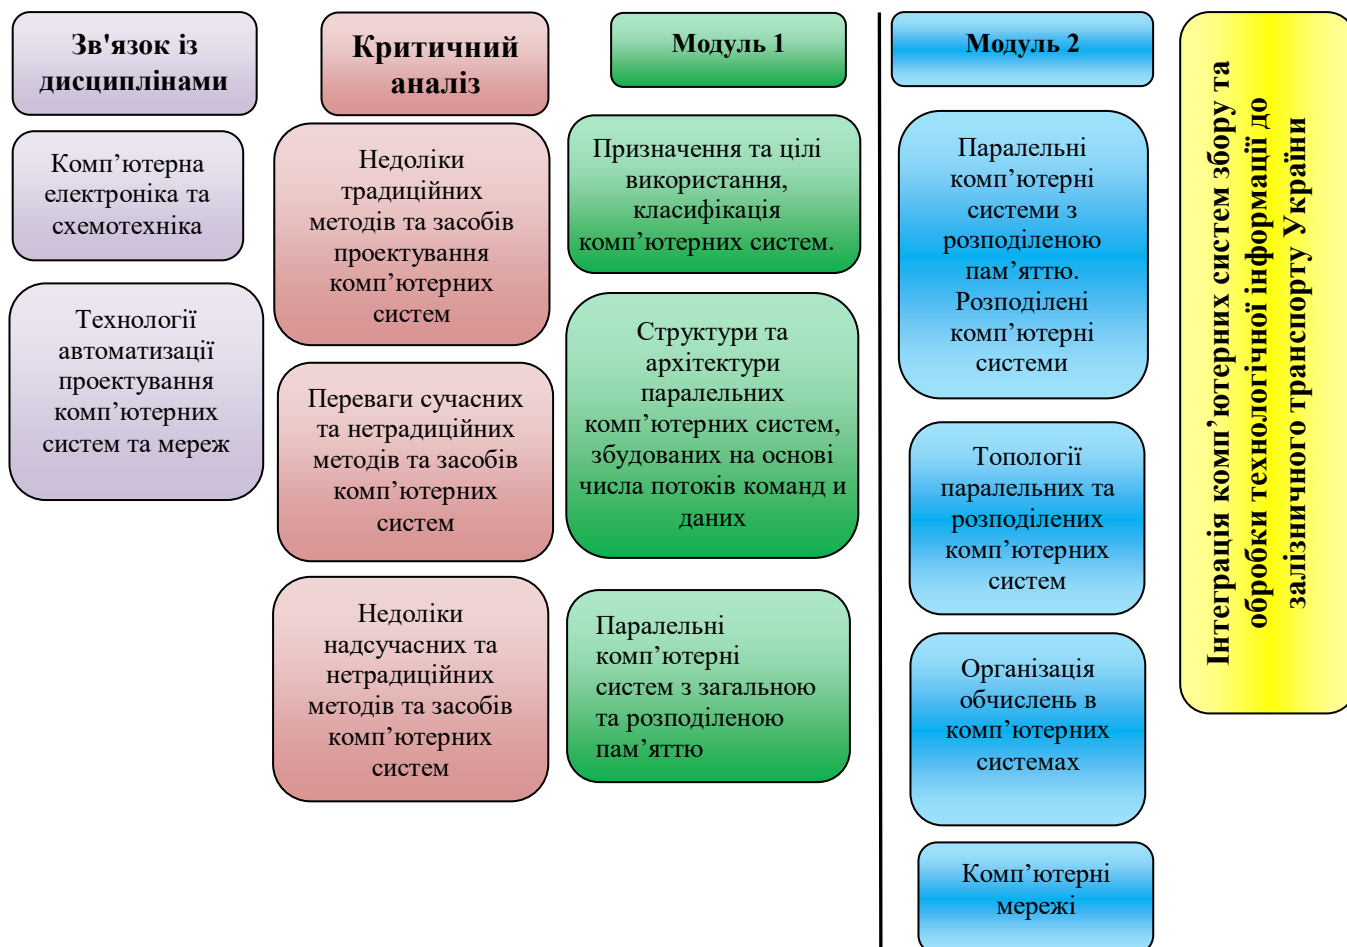 Зв'язок із
дисциплінами
Комп’ютерна
електроніка та
схемотехніка
Технології
автоматизації
проектування
комп’ютерних
систем та мереж
Критичний
аналіз
Недоліки
традиційних
методів та засобів
проектування
комп’ютерних
систем
Переваги сучасних
та нетрадиційних
методів та засобів
комп’ютерних
систем
Недоліки
надсучасних та
нетрадиційних
методів та засобів
комп’ютерних
систем
Модуль 1
Призначення та цілі
використання,
класифікація
комп’ютерних систем.
Структури та
архітектури
паралельних
комп’ютерних систем,
збудованих на основі
числа потоків команд и
даних
Паралельні
комп’ютерні
систем з загальною
та розподіленою
пам’яттю
Модуль 2
Паралельні
комп’ютерні
системи з
розподіленою
пам’яттю.
Розподілені
комп’ютерні
системи
Топології
паралельних та
розподілених
комп’ютерних
систем
Організація
обчислень в
комп’ютерних
системах
Комп’ютерні
мережі
Інтеграція комп’ютерних систем збору та
обробки технологічної інформації до
залізничного транспорту України